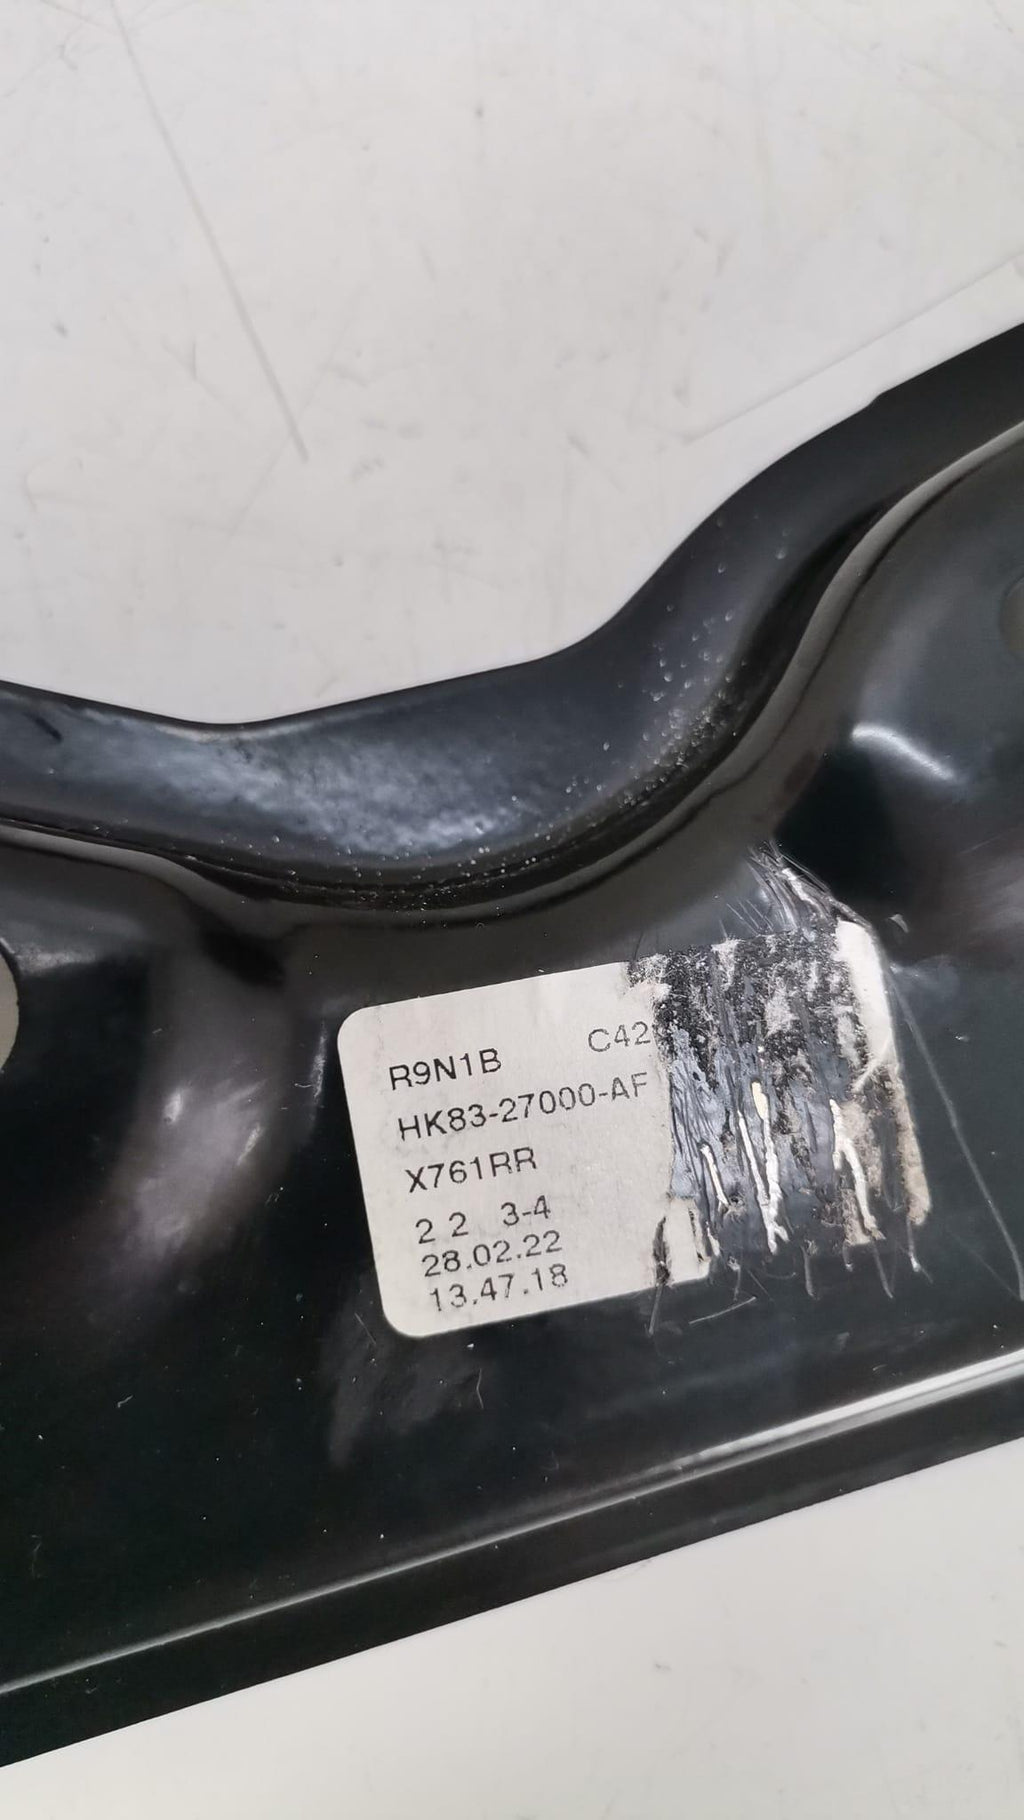 R9N1B C42
HK83-27000-AF
X761RR
2 2 3-4
28.02.22
13.47.18